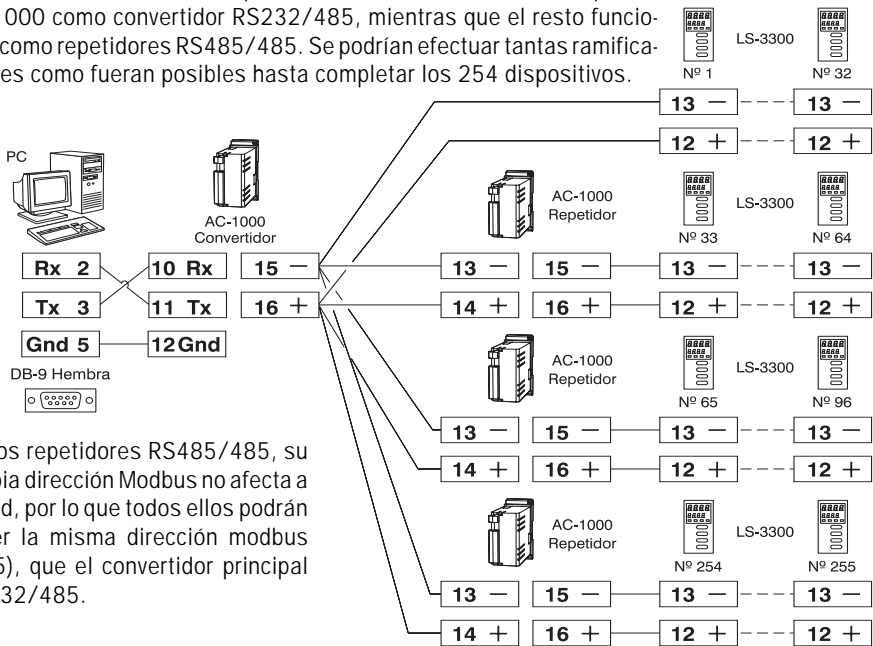 000 como convertidor RS232/485, mientras que el resto funcio-
como repetidores RS485/485. Se podrían efectuar tantas ramifica-
es como fueran posibles hasta completar los 254 dispositivos.
LS-3300
Nº 1 Nº 32
13 — 13 —
12 + 12 +
PC
AC-1000
Convertidor
Rx 2 10 Rx 15 —
Tx 3 11 Tx 16 +
Gnd 5 12 Gnd
DB-9 Hembra
AC-1000
Repetidor
LS-3300
Nº 33 Nº 64
13 — 15 — 13 — 13 —
14 + 16 + 12 + 12 +
AC-1000
Repetidor
LS-3300
Nº 65 Nº 96
13 — 15 — 13 — 13 —
14 + 16 + 12 + 12 +
AC-1000
Repetidor
LS-3300
Nº 254 Nº 255
13 — 15 — 13 — 13 —
14 + 16 + 12 + 12 +
os repetidores RS485/485, su
pia dirección Modbus no afecta a
d, por lo que todos ellos podrán
er la misma dirección modbus
5), que el convertidor principal
32/485.